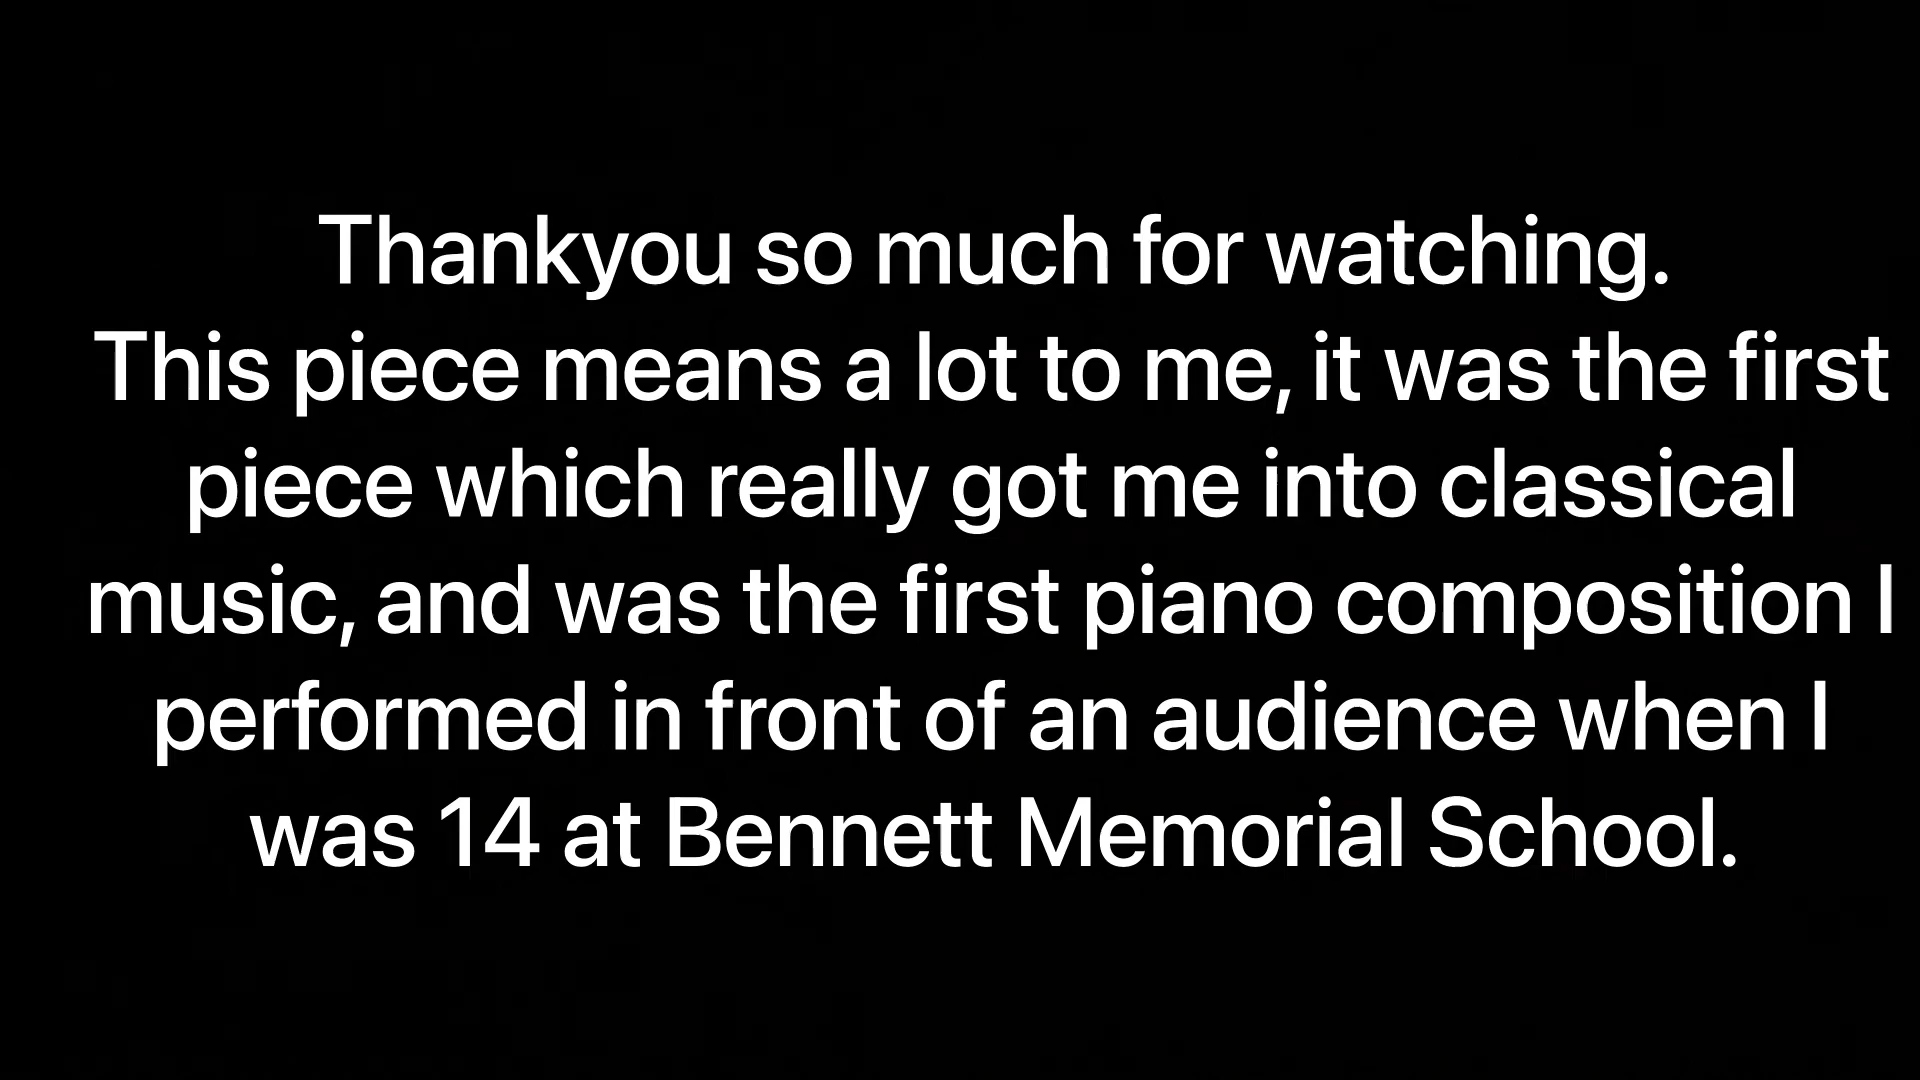 Thankyou so much for watching.
This piece means a lot to me, it was the first
piece which really got me into classical
music, and was the first piano composition I
performed in front of an audience when I
was 14 at Bennett Memorial School.